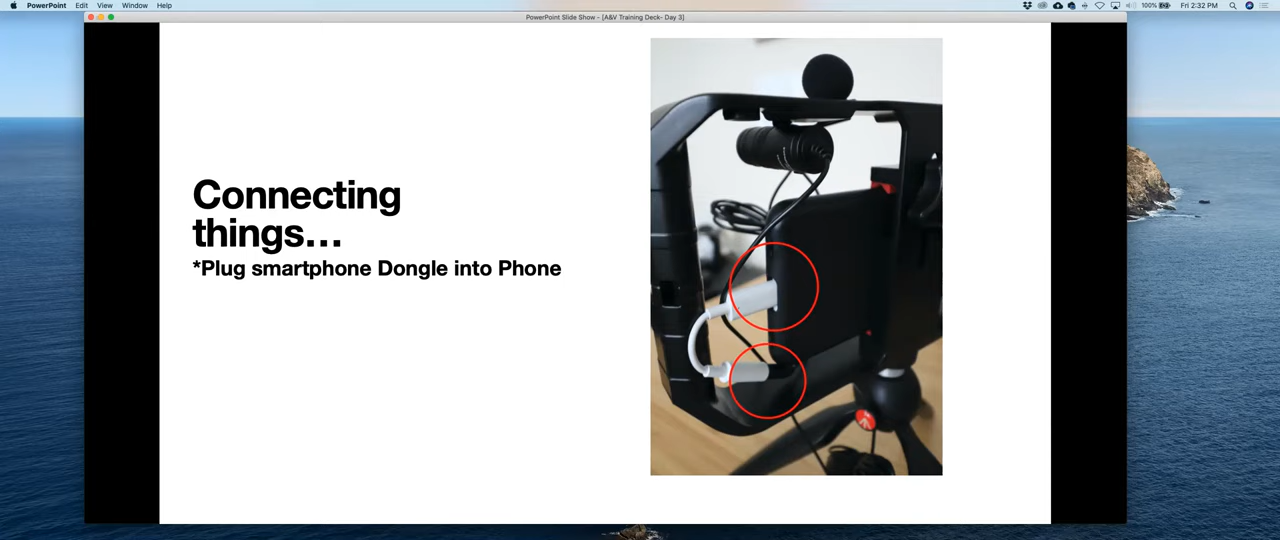 PowerPoint Edit View Window Help
100% Fri 2:32 PM
PowerPoint Slide Show - [A&V Training Deck- Day 3]
Connecting
things…
*Plug smartphone Dongle into Phone